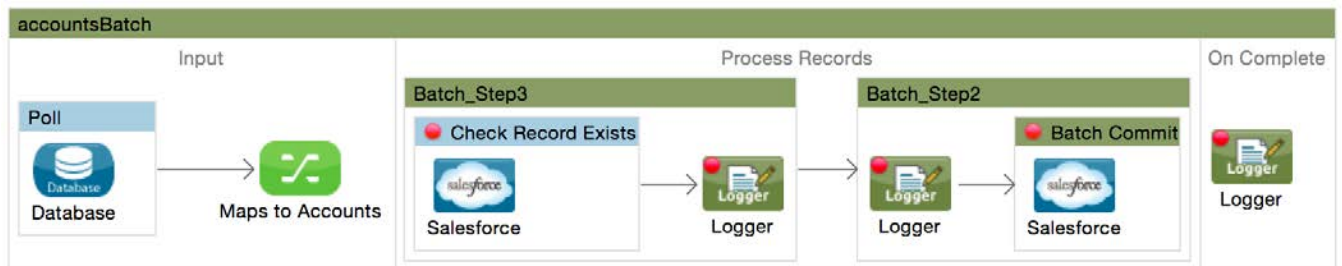 accountsBatch
Input
Process Records
On Complete
Batch_Step3
Batch_Step2
Poll
Check Record Exists
Batch Commit
Database
salesforce
Logger
Logger
salesforce
Logger
Database
Maps to Accounts
Salesforce
Logger
Logger
Salesforce
Logger